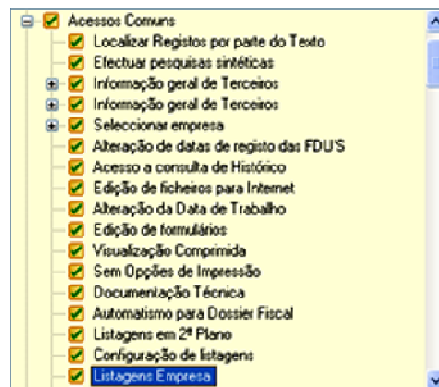 Acessos Comuns
Localizar Registos por parte do Texto
Efectuar pesquisas sintéticas
Informação geral de Terceiros
Informação geral de Terceiros
Seleccionar empresa
Alteração de datas de registo das FDU'S
Acesso a consulta de Histórico
Edição de ficheiros para Internet
Alteração da Data de Trabalho
Edição de formulários
Visualização Comprimida
Sem Opções de Impressão
Documentação Técnica
Automatismo para Dossier Fiscal
Listagens em 2º Plano
Configuração de listagens
Listagens Empresa